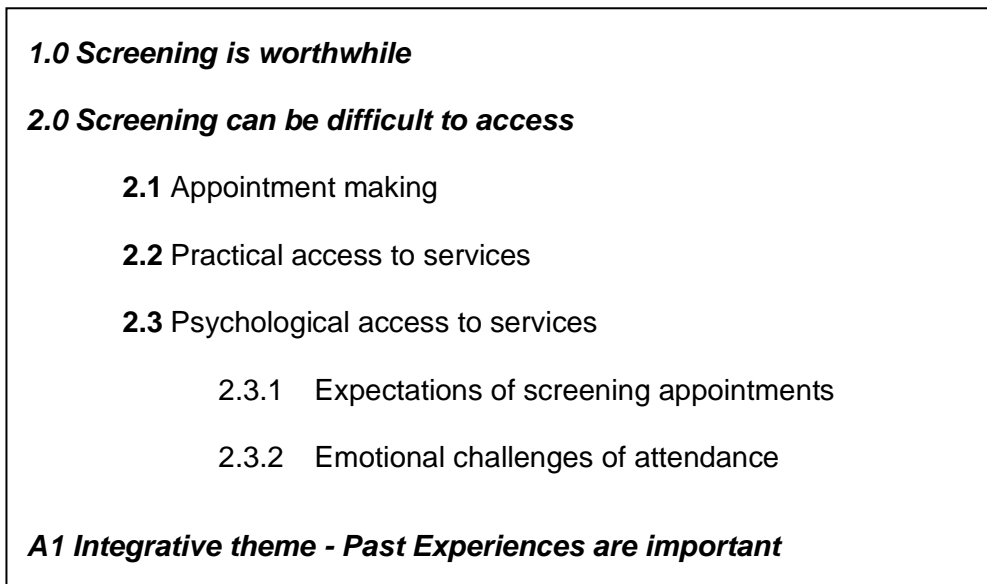 1.0 Screening is worthwhile
2.0 Screening can be difficult to access
2.1 Appointment making
2.2 Practical access to services
2.3 Psychological access to services
2.3.1 Expectations of screening appointments
2.3.2 Emotional challenges of attendance
A1 Integrative theme - Past Experiences are important